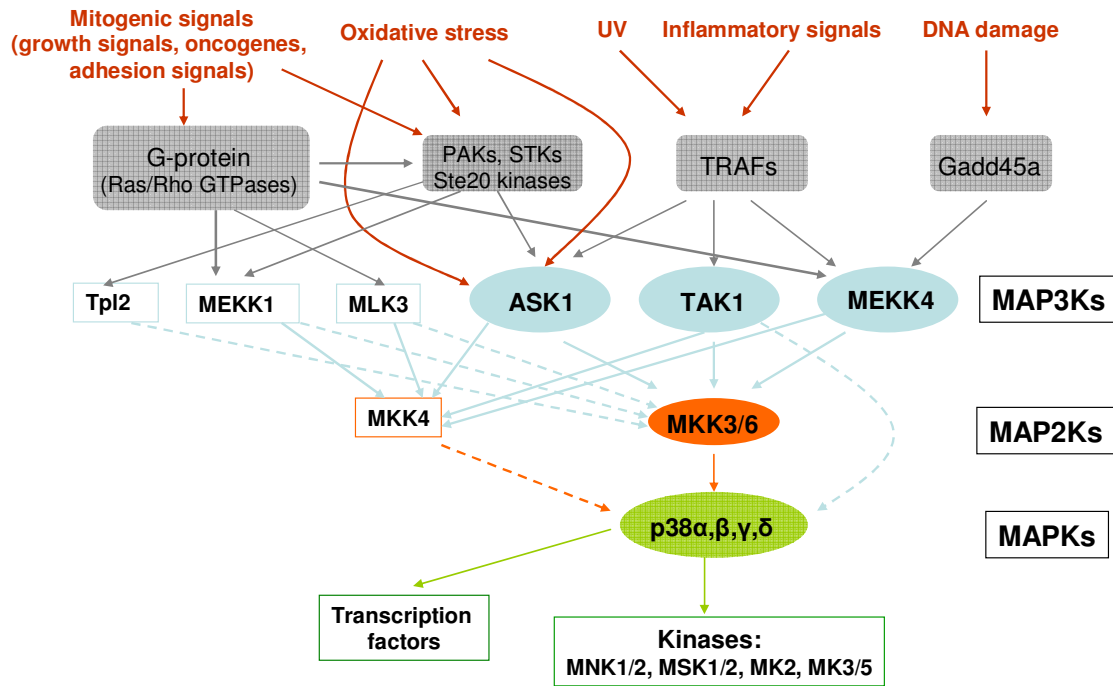 Mitogenic signals
(growth signals, oncogenes,
adhesion signals)
Oxidative stress
UV
Inflammatory signals
DNA damage
G-protein
(Ras/Rho GTPases)
PAKs, STKs
Ste20 kinases
TRAFs
Gadd45a
Tpl2
MEKK1
MLK3
ASK1
TAK1
MEKK4
MAP3Ks
MKK4
MKK3/6
MAP2Ks
p38α,β,γ,δ
MAPKs
Transcription
factors
Kinases:
MNK1/2, MSK1/2, MK2, MK3/5